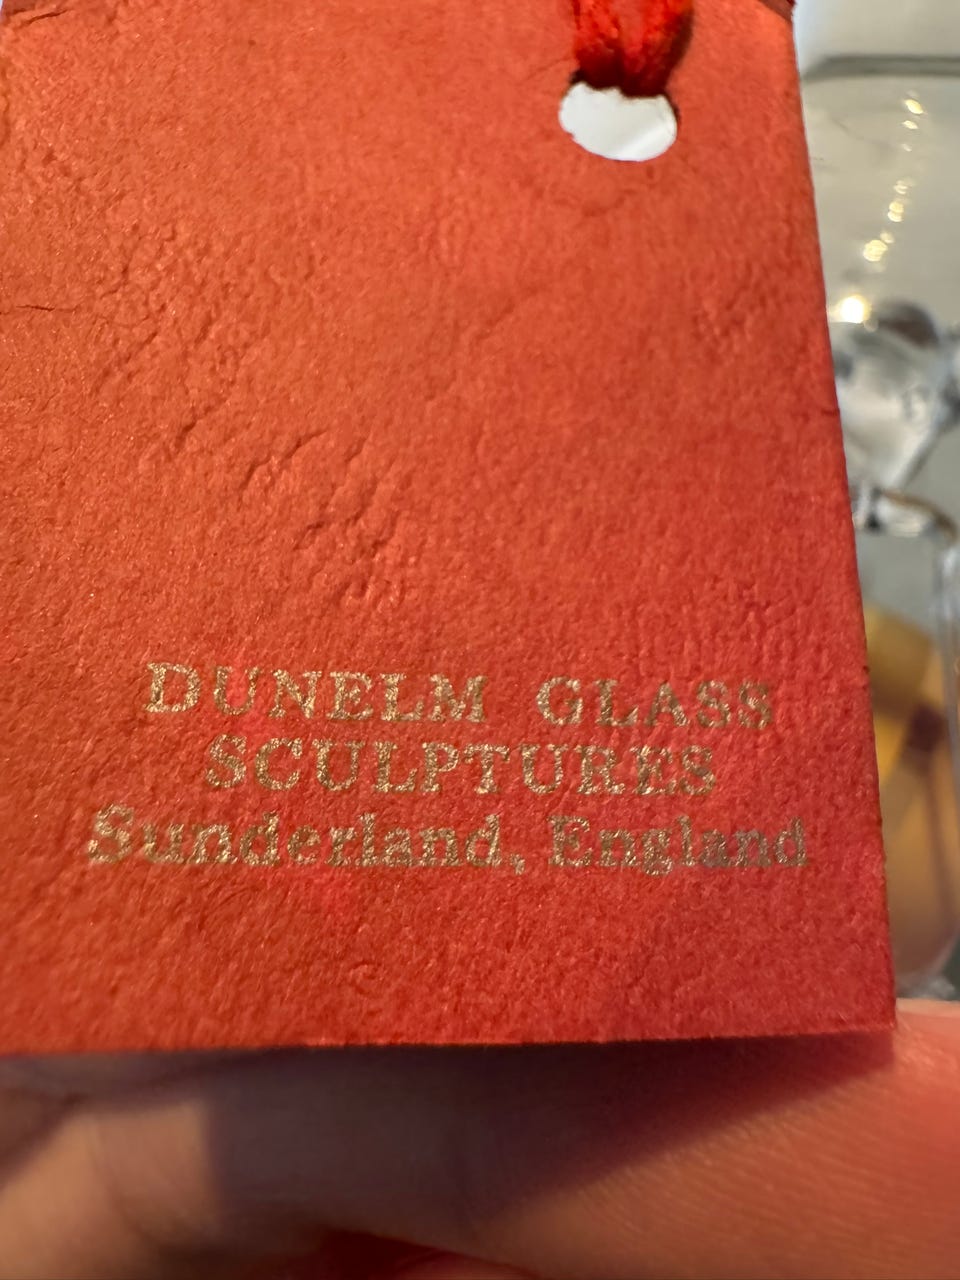 DUNELM GLASS
SCULPTURES
Sunderland, England